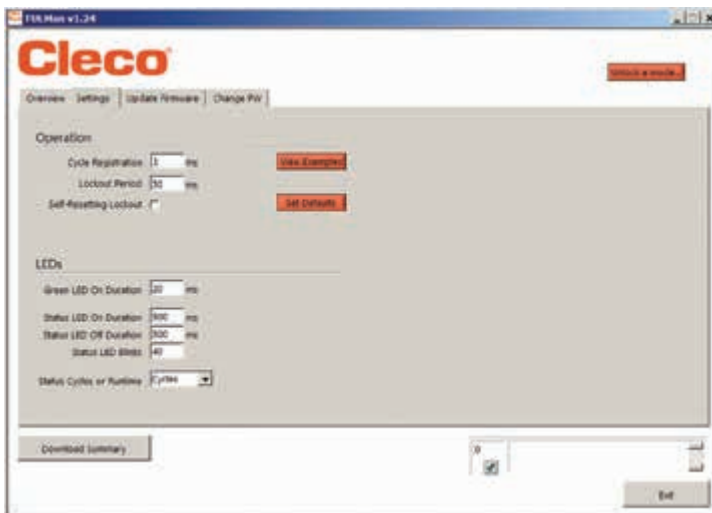 FULMan v1.24
Cleco
Unlock a mode...
Overview Settings Update Firmware Change PW
Operation
Cycle Registration 3 ms View Examples
Lockout Period 50 ms
Self-Resetting Lockout Set Defaults
LEDs
Green LED On Duration 20 ms
Status LED On Duration 500 ms
Status LED Off Duration 500 ms
Status LED Blinks 40
Status Cycles or Runtime Cycles
Download Summary
0
Exit